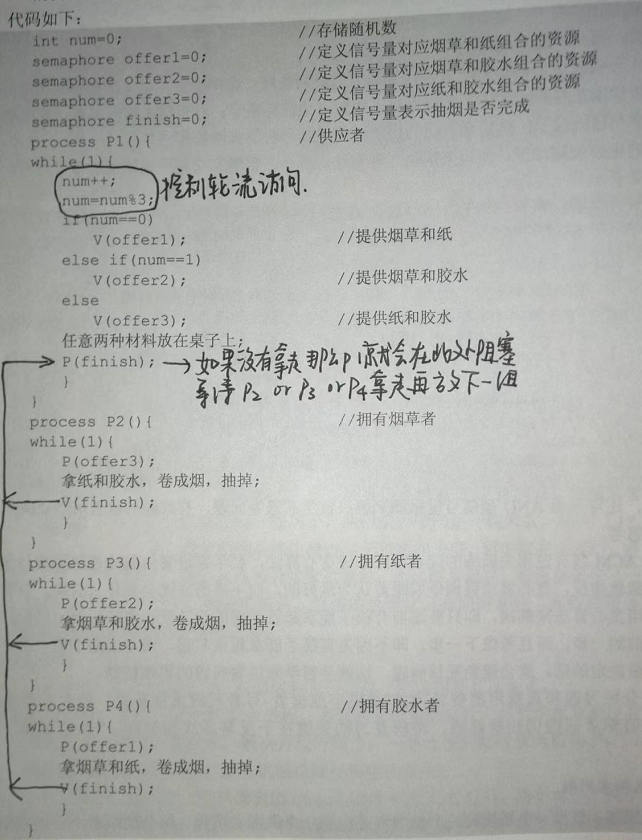 代码如下：
int num=0; //存储随机数
semaphore offer1=0; //定义信号量对应烟草和纸组合的资源
semaphore offer2=0; //定义信号量对应烟草和胶水组合的资源
semaphore offer3=0; //定义信号量对应纸和胶水组合的资源
semaphore finish=0; //定义信号量表示抽烟是否完成
process P1(){ //供应者
while(1){
num++;
num=num%3; 控制轮流访问.
if(num==0)
V(offer1); //提供烟草和纸
else if(num==1)
V(offer2); //提供烟草和胶水
else
V(offer3); //提供纸和胶水
任意两种材料放在桌子上;
P(finish); → 如果没有拿走 那么P1就会在此处阻塞
} 等待 P2 or P3 or P4拿走再放下一组
}
process P2(){ //拥有烟草者
while(1){
P(offer3);
拿纸和胶水，卷成烟，抽掉;
V(finish);
}
}
process P3(){ //拥有纸者
while(1){
P(offer2);
拿烟草和胶水，卷成烟，抽掉;
V(finish);
}
}
process P4(){ //拥有胶水者
while(1){
P(offer1);
拿烟草和纸，卷成烟，抽掉;
V(finish);
}
}